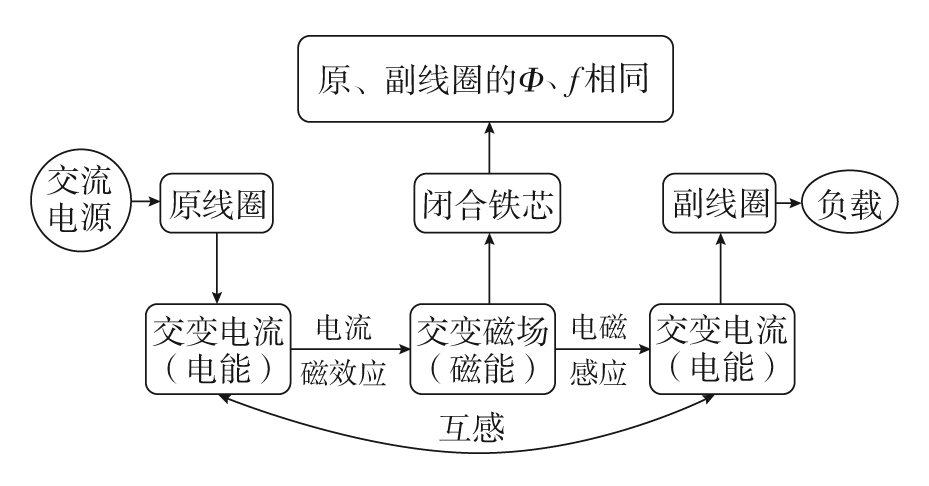 原、副线圈的Φ、f相同
交流
电源
原线圈
闭合铁芯
副线圈
负载
交变电流
（电能）
电流
磁效应
交变磁场
（磁能）
电磁
感应
交变电流
（电能）
互感